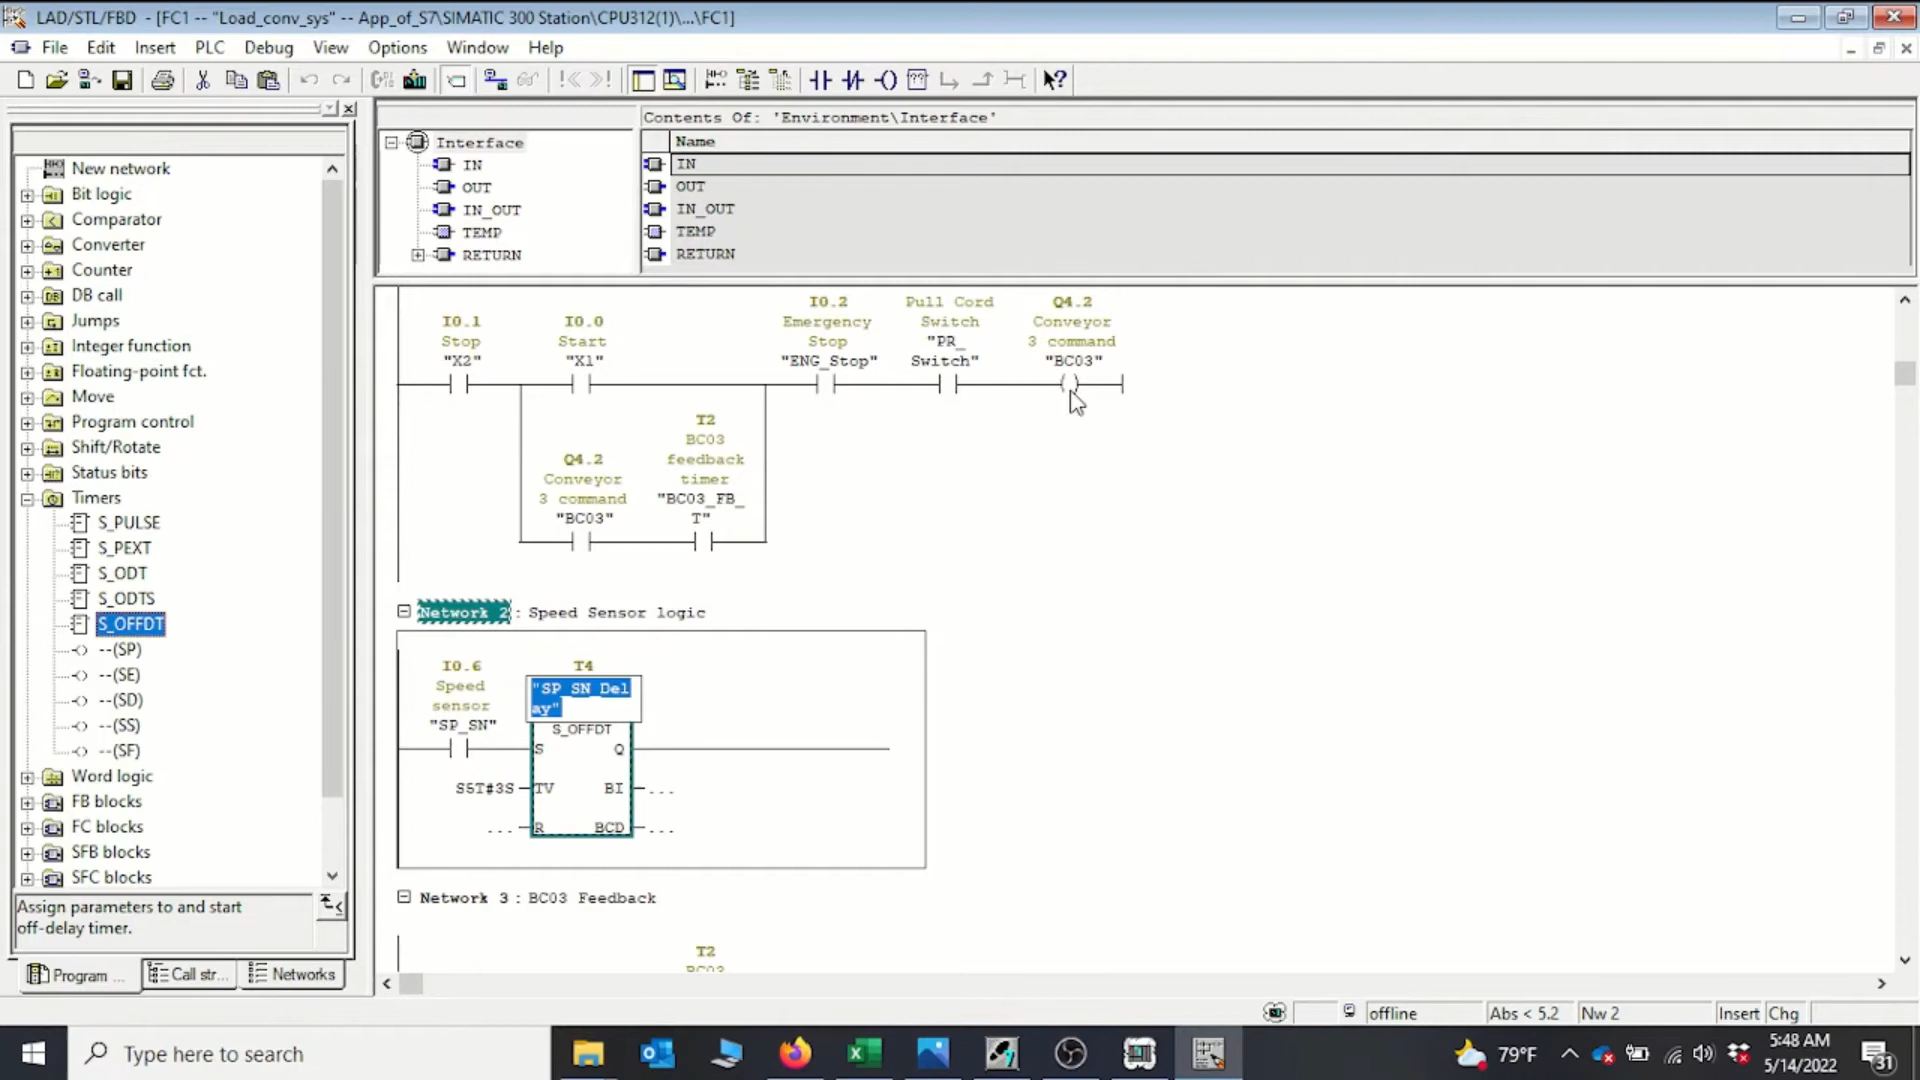 LAD/STL/FBD - [FC1 -- "Load_conv_sys" -- App_of_S7\SIMATIC 300 Station\CPU312(1)\...\FC1]
File Edit Insert PLC Debug View Options Window Help
New network
Bit logic
Comparator
Converter
Counter
DB call
Jumps
Integer function
Floating-point fct.
Move
Program control
Shift/Rotate
Status bits
Timers
S_PULSE
S_PEXT
S_ODT
S_ODTS
S_OFFDT
--(SP)
--(SE)
--(SD)
--(SS)
--(SF)
Word logic
FB blocks
FC blocks
SFB blocks
SFC blocks
Assign parameters to and start
off-delay timer.
Program ... Call str... Networks
Interface
IN
OUT
IN_OUT
TEMP
RETURN
Contents Of: 'Environment\Interface'
Name
IN
OUT
IN_OUT
TEMP
RETURN
I0.1
Stop
"X2"
I0.0
Start
"X1"
I0.2
Emergency
Stop
"ENG_Stop"
Pull Cord
Switch
"PR_
Switch"
Q4.2
Conveyor
3 command
"BC03"
Q4.2
Conveyor
3 command
"BC03"
T2
BC03
feedback
timer
"BC03_FB_
T"
Network 2 : Speed Sensor logic
I0.6
Speed
sensor
"SP_SN"
T4
"SP_SN_Del
ay"
S_OFFDT
S Q
S5T#3S TV BI ...
... R BCD ...
Network 3 : BC03 Feedback
T2
BC03
offline Abs < 5.2 Nw 2 Insert Chg
Type here to search
79°F
5:48 AM
5/14/2022
31